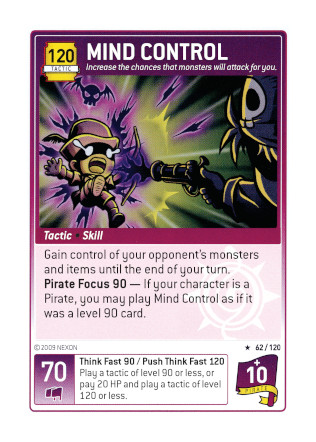 120
TACTIC
MIND CONTROL
Increase the chances that monsters will attack for you.
Tactic • Skill
Gain control of your opponent's monsters
and items until the end of your turn.
Pirate Focus 90 — If your character is a
Pirate, you may play Mind Control as if it
was a level 90 card.
©2009 NEXON
★ 62/120
70
Think Fast 90 / Push Think Fast 120
Play a tactic of level 90 or less, or
pay 20 HP and play a tactic of level
120 or less.
+
10
PIRATE